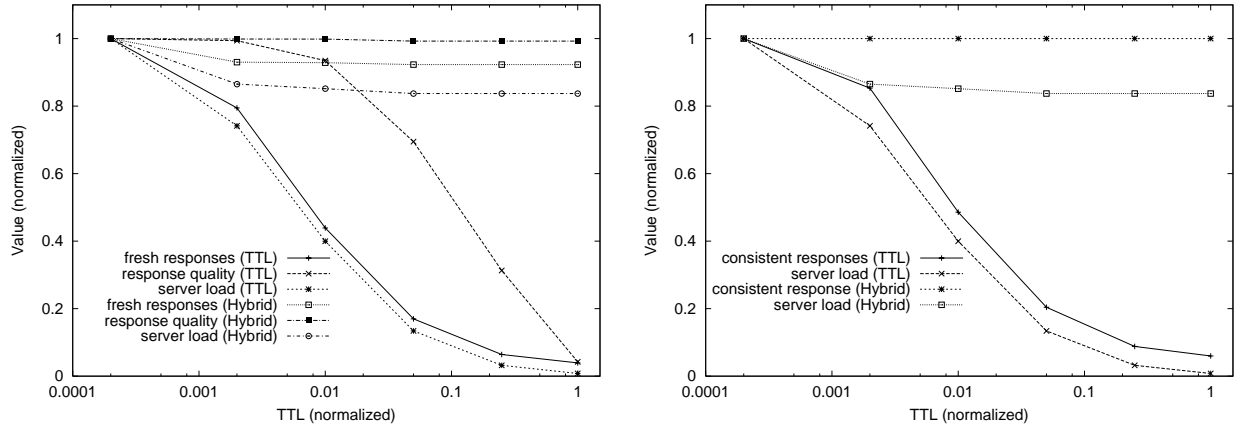 1
0.8
0.6
0.4
0.2
0
Value (normalized)
0.0001
0.001
0.01
0.1
1
TTL (normalized)
fresh responses (TTL)
response quality (TTL)
server load (TTL)
fresh responses (Hybrid)
response quality (Hybrid)
server load (Hybrid)
1
0.8
0.6
0.4
0.2
0
Value (normalized)
0.0001
0.001
0.01
0.1
1
TTL (normalized)
consistent responses (TTL)
server load (TTL)
consistent response (Hybrid)
server load (Hybrid)